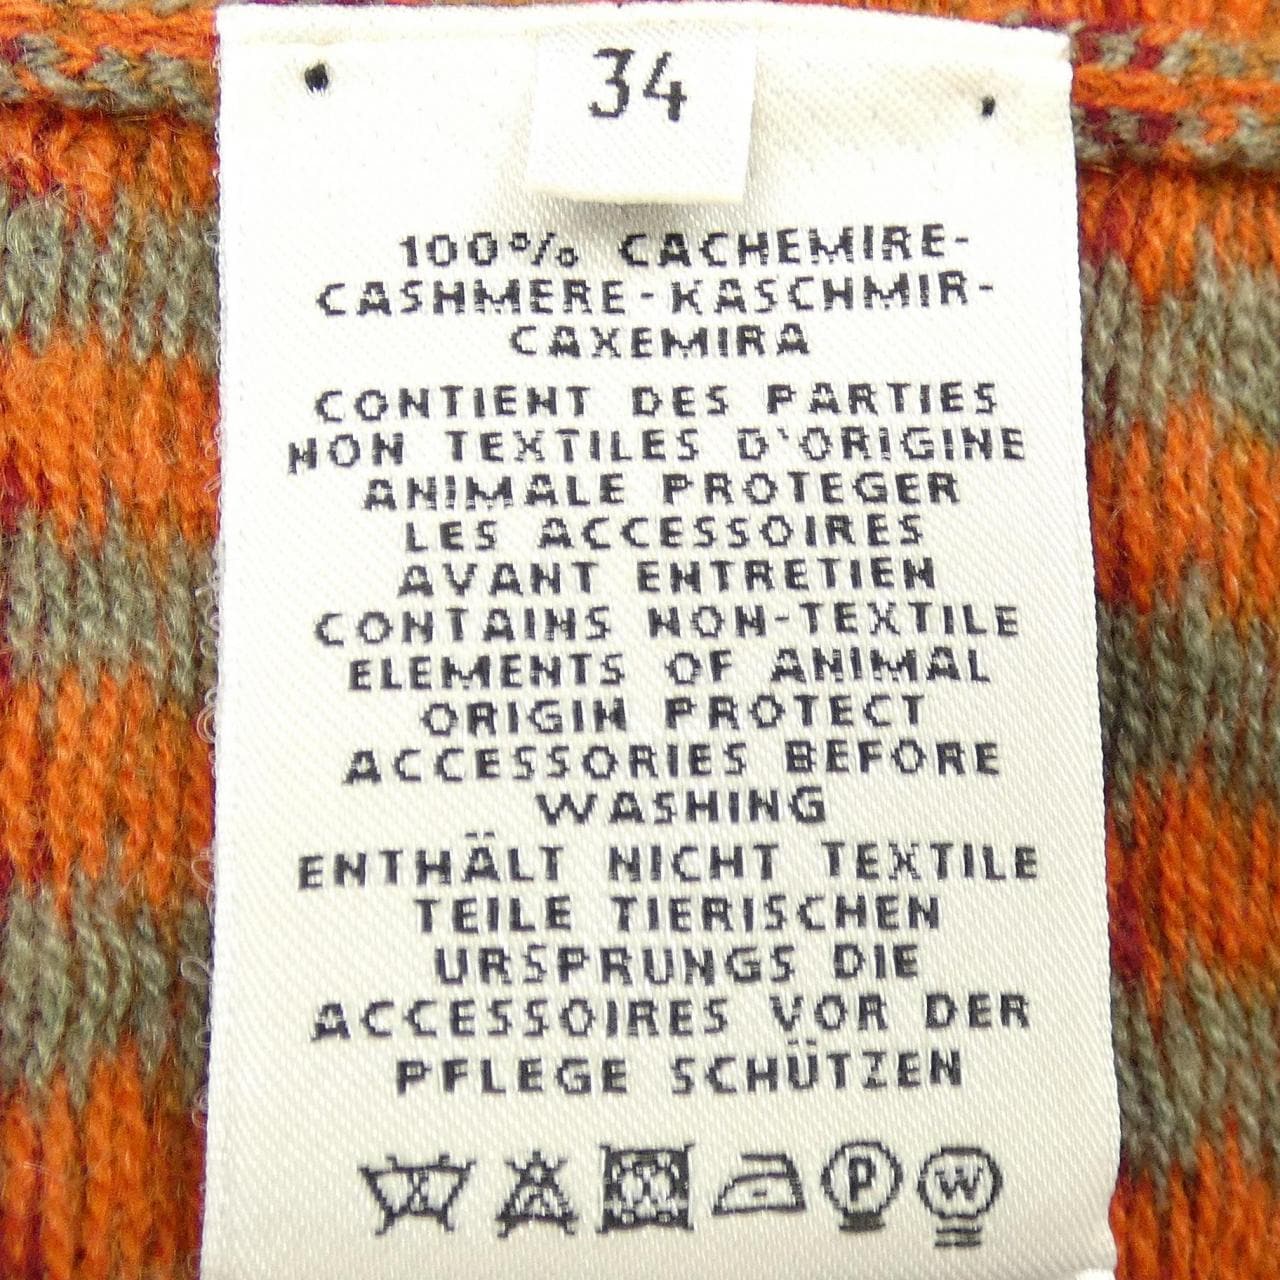 34
100% CACHEMIRE-
CASHMERE-KASCHMIR-
CAXEMIRA
CONTIENT DES PARTIES
NON TEXTILES D'ORIGINE
ANIMALE PROTEGER
LES ACCESSOIRES
AVANT ENTRETIEN
CONTAINS NON-TEXTILE
ELEMENTS OF ANIMAL
ORIGIN PROTECT
ACCESSORIES BEFORE
WASHING
ENTHÄLT NICHT TEXTILE
TEILE TIERISCHEN
URSPRUNGS DIE
ACCESSOIRES VOR DER
PFLEGE SCHÜTZEN
P W